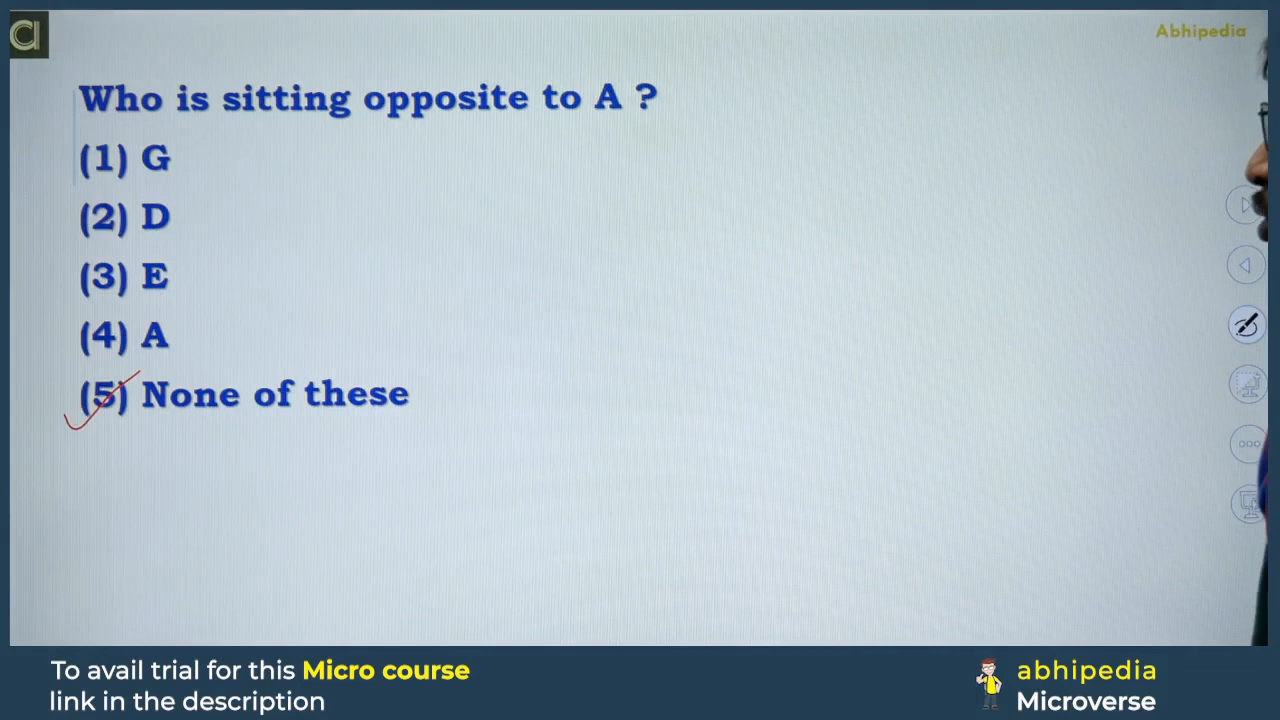 Abhipedia
Who is sitting opposite to A ?
(1) G
(2) D
(3) E
(4) A
(5) None of these
To avail trial for this Micro course
link in the description
abhipedia
Microverse